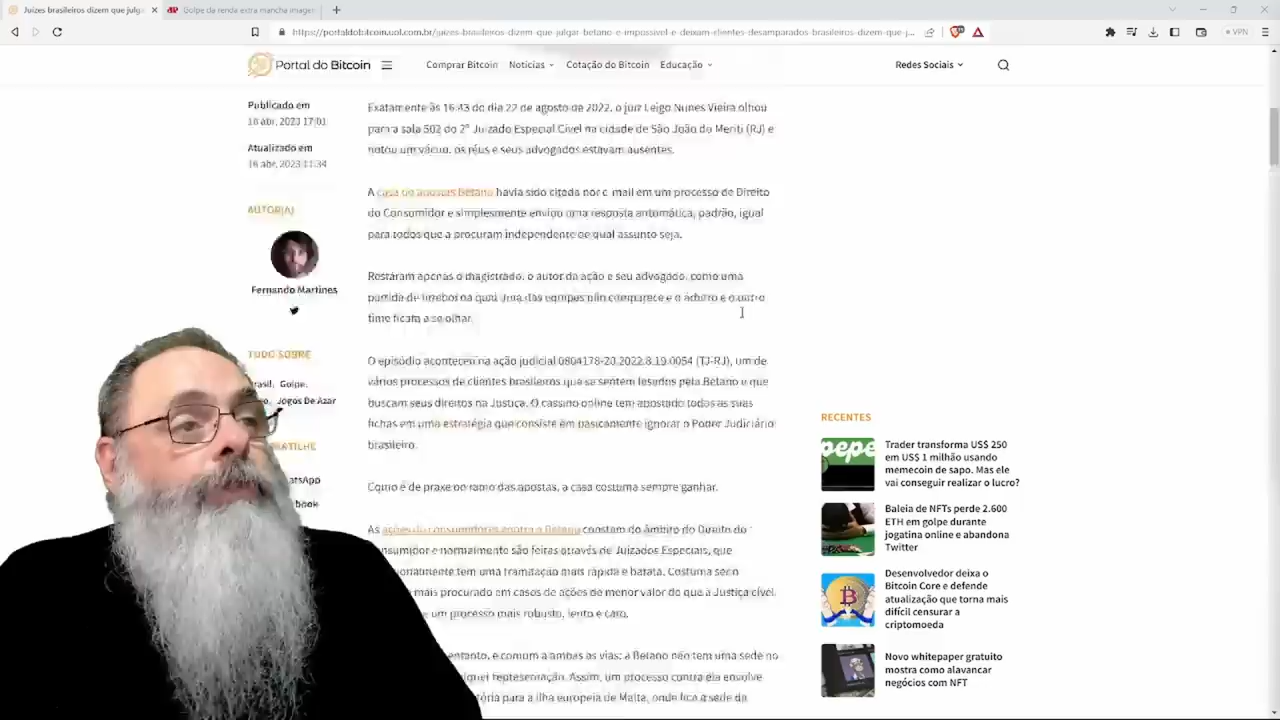 Juízes brasileiros dizem que julga
Golpe da renda extra mancha image
https://portaldobitcoin.uol.com.br/juizes-brasileiros-dizem-que-julgar-betano-e-impossivel-e-deixam-clientes-desamparados-brasileiros-dizem-que-j...
VPN
Portal do Bitcoin
Comprar Bitcoin
Notícias
Cotação do Bitcoin
Educação
Redes Sociais
Publicado em
17:01
Atualizado em
abr, 2023 11:34
AUTOR(A)
Fernando Martines
TUDO SOBRE
Brasil, Golpe,
Jogos De Azar
Exatamente às 16:43 do dia 22 de agosto de 2022, o juiz Leigo Nunes Vieira olhou
para a sala 502 do 2º Juizado Especial Cível na cidade de São João do Meriti (RJ) e
notou um vácuo, os réus e seus advogados estavam ausentes.
A casa de apostas Betano havia sido citada por e-mail em um processo de Direito
do Consumidor e simplesmente enviou uma resposta automática, padrão, igual
para todos que a procuram independente de qual assunto seja.
Restaram apenas o magistrado, o autor da ação e seu advogado, como uma
partida de futebol na qual uma das equipes não comparece e o árbitro e o outro
time ficam a se olhar.
O episódio aconteceu na ação judicial 0804178-20.2022.8.19.0054 (TJ-RJ), um de
vários processos de clientes brasileiros que se sentem lesados pela Betano e que
buscam seus direitos na Justiça. O cassino online tem apostado todas as suas
fichas em uma estratégia que consiste em basicamente ignorar o Poder Judiciário
brasileiro.
Como é de praxe no ramo das apostas, a casa costuma sempre ganhar.
As ações de consumidores contra o Betano constam do âmbito do Direito do
nsumidor e normalmente são feitas através de Juizados Especiais, que
tem uma tramitação mais rápida e barata. Costuma ser o
mais procurado em casos de ações de menor valor do que a Justiça Cível,
um processo mais robusto, lento e caro.
entanto, é comum a ambas as vias: a Betano não tem uma sede no
quer representação. Assim, um processo contra ela envolve
tória para a ilha europeia de Malta, onde fica a sede da
RECENTES
Trader transforma US$ 250
em US$ 1 milhão usando
memecoin de sapo. Mas ele
vai conseguir realizar o lucro?
Baleia de NFTs perde 2.600
ETH em golpe durante
jogatina online e abandona
Twitter
Desenvolvedor deixa o
Bitcoin Core e defende
atualização que torna mais
difícil censurar a
criptomoeda
Novo whitepaper gratuito
mostra como alavancar
negócios com NFT